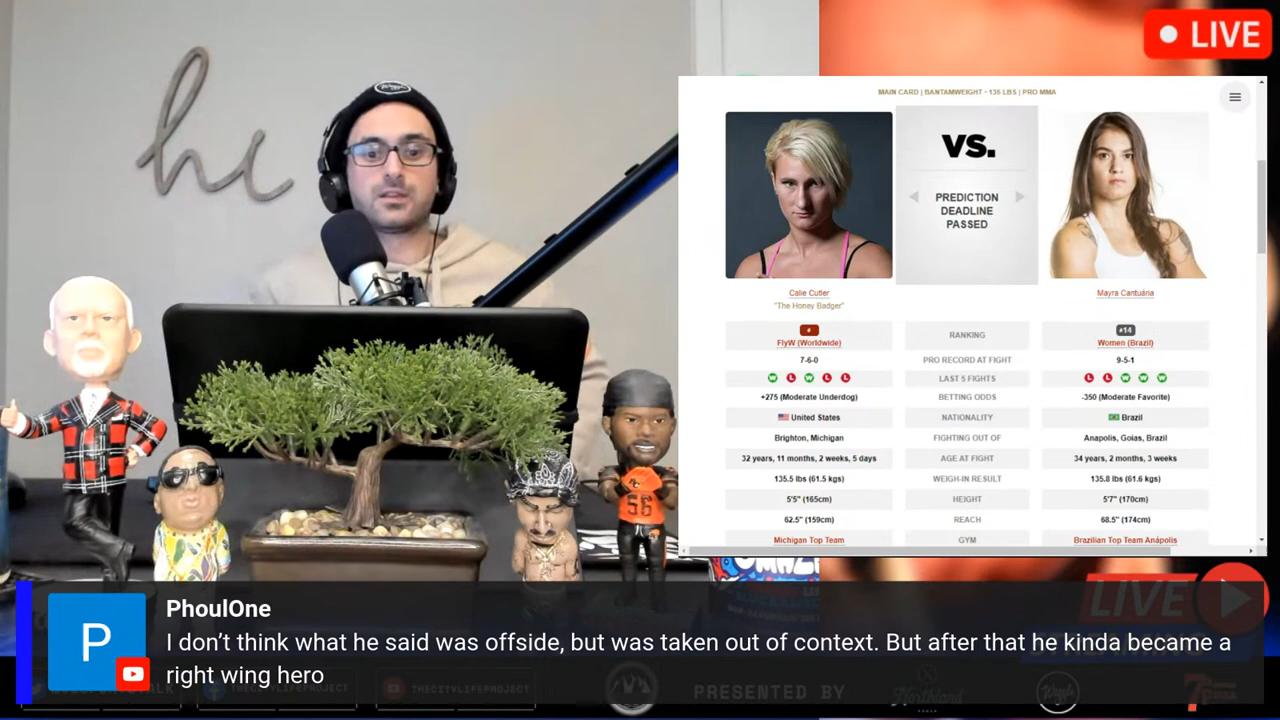 LIVE
hi
MAIN CARD | BANTAMWEIGHT · 135 LBS | PRO MMA
VS.
PREDICTION
DEADLINE
PASSED
Calie Cutler
"The Honey Badger"
Mayra Cantuária
#
RANKING
#14
FlyW (Worldwide)
Women (Brazil)
7-6-0
PRO RECORD AT FIGHT
9-5-1
W L W L L
LAST 5 FIGHTS
L L W W W
+275 (Moderate Underdog)
BETTING ODDS
-350 (Moderate Favorite)
United States
NATIONALITY
Brazil
Brighton, Michigan
FIGHTING OUT OF
Anapolis, Goias, Brazil
32 years, 11 months, 2 weeks, 5 days
AGE AT FIGHT
34 years, 2 months, 3 weeks
135.5 lbs (61.5 kgs)
WEIGH-IN RESULT
135.8 lbs (61.6 kgs)
5'5" (165cm)
HEIGHT
5'7" (170cm)
62.5" (159cm)
REACH
68.5" (174cm)
Michigan Top Team
GYM
Brazilian Top Team Anápolis
56
LIVE
PhoulOne
P
I don't think what he said was offside, but was taken out of context. But after that he kinda became a
right wing hero
THECITYLIFEPROJECT
THECITYLIFEPROJECT
PRESENTED BY
Northland